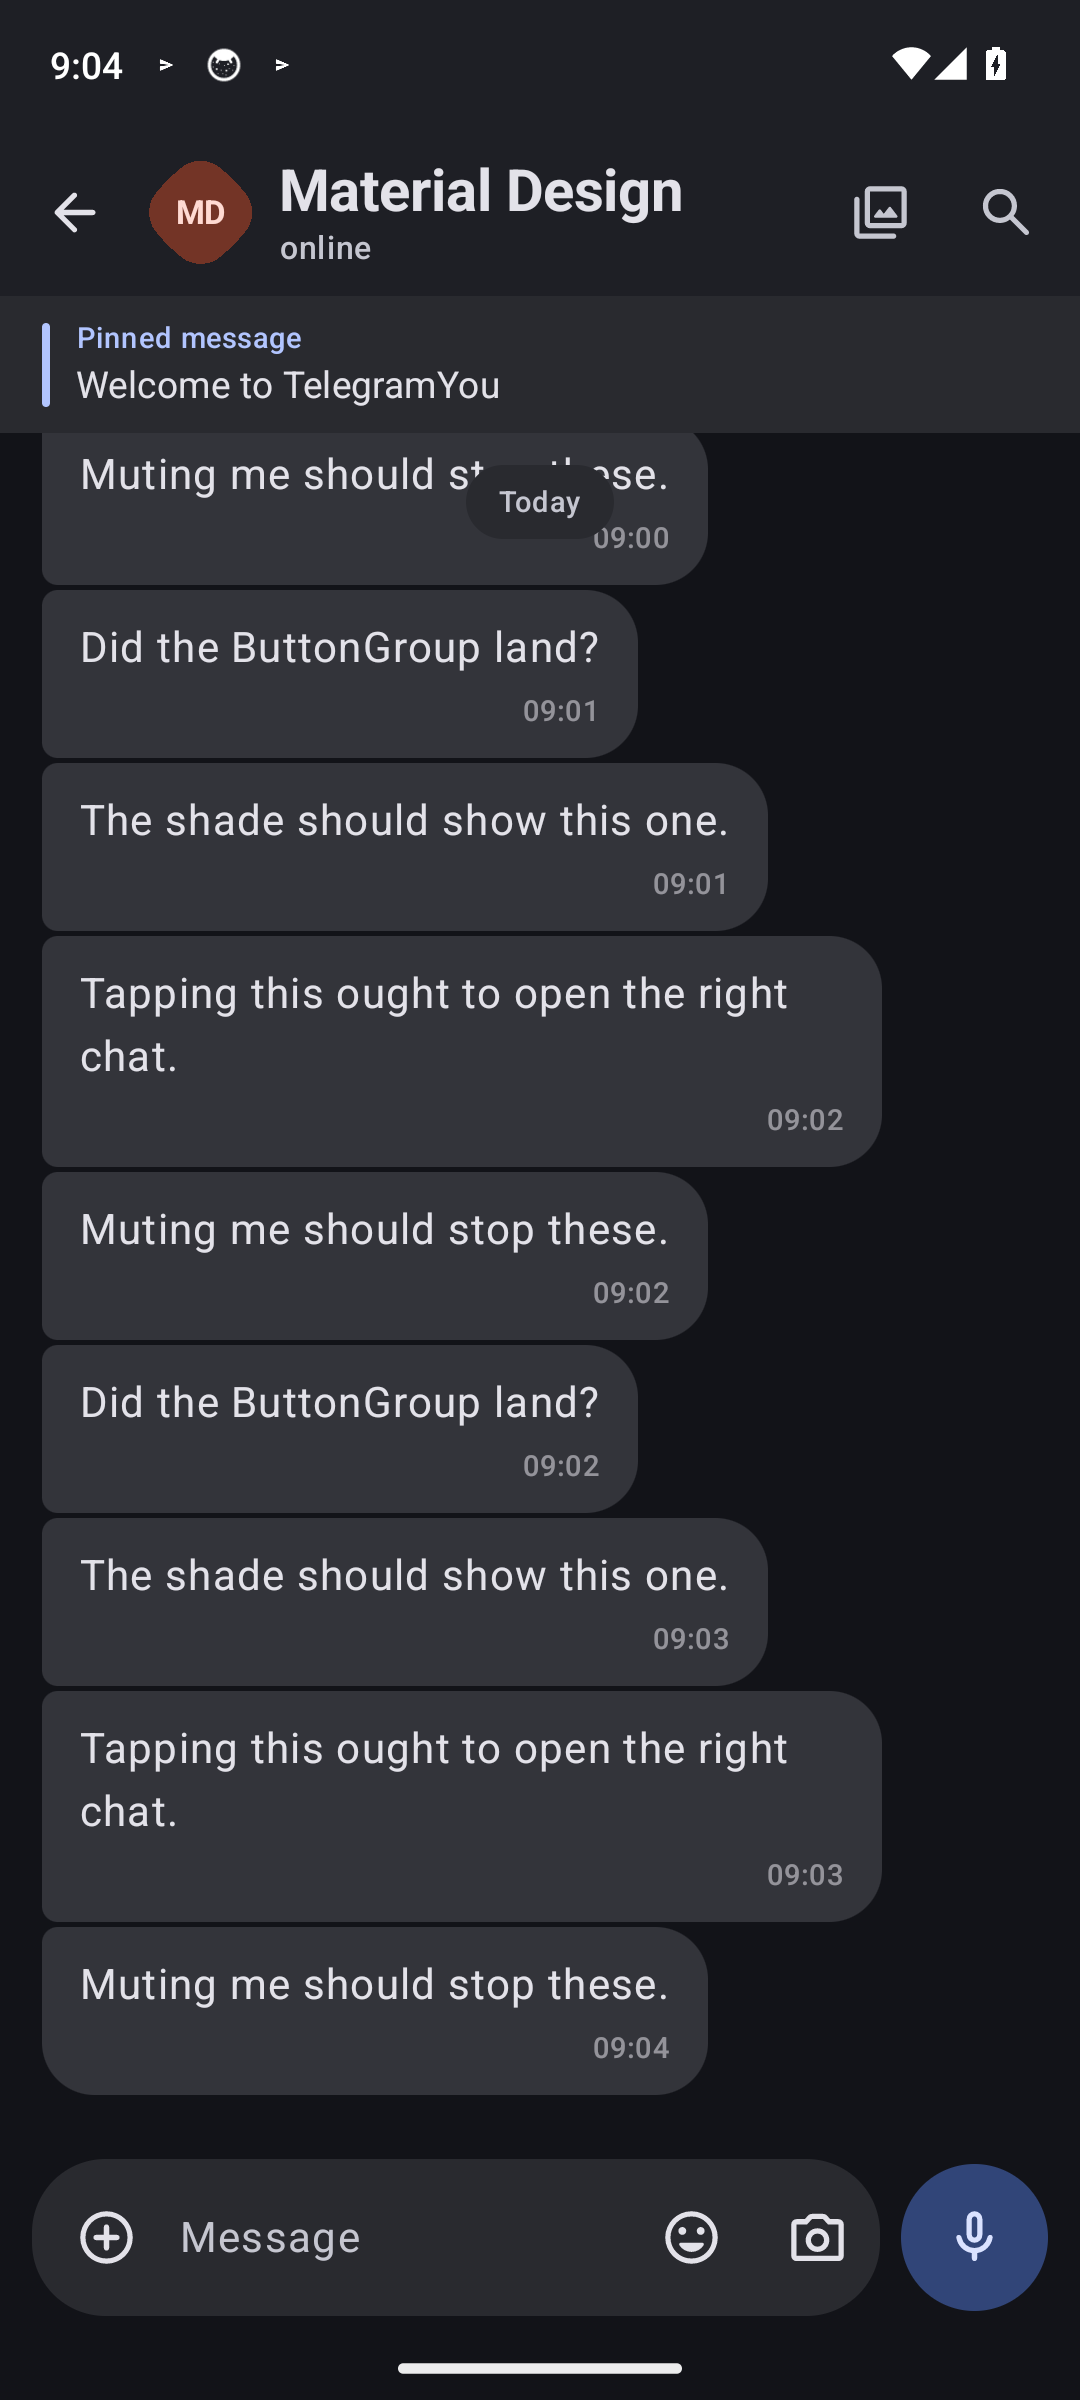 9:04
MD
Material Design
online
Pinned message
Welcome to TelegramYou
Muting me should these.
Today
09:00
Did the ButtonGroup land?
09:01
The shade should show this one.
09:01
Tapping this ought to open the right
chat.
09:02
Muting me should stop these.
09:02
Did the ButtonGroup land?
09:02
The shade should show this one.
09:03
Tapping this ought to open the right
chat.
09:03
Muting me should stop these.
09:04
Message